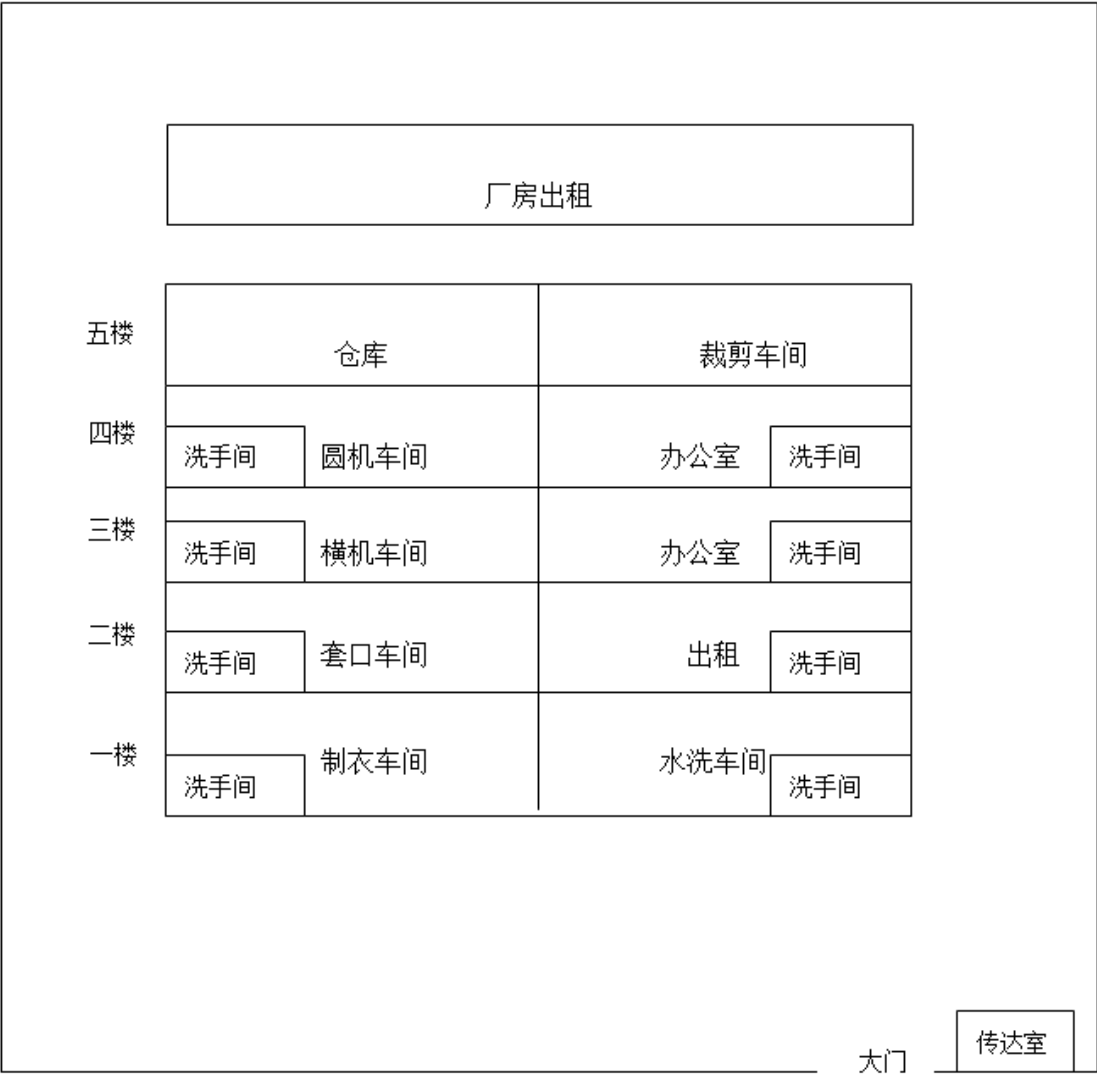 厂房出租
五楼
仓库
裁剪车间
四楼
洗手间
圆机车间
办公室
洗手间
三楼
洗手间
横机车间
办公室
洗手间
二楼
洗手间
套口车间
出租
洗手间
一楼
洗手间
制衣车间
水洗车间
洗手间
大门
传达室